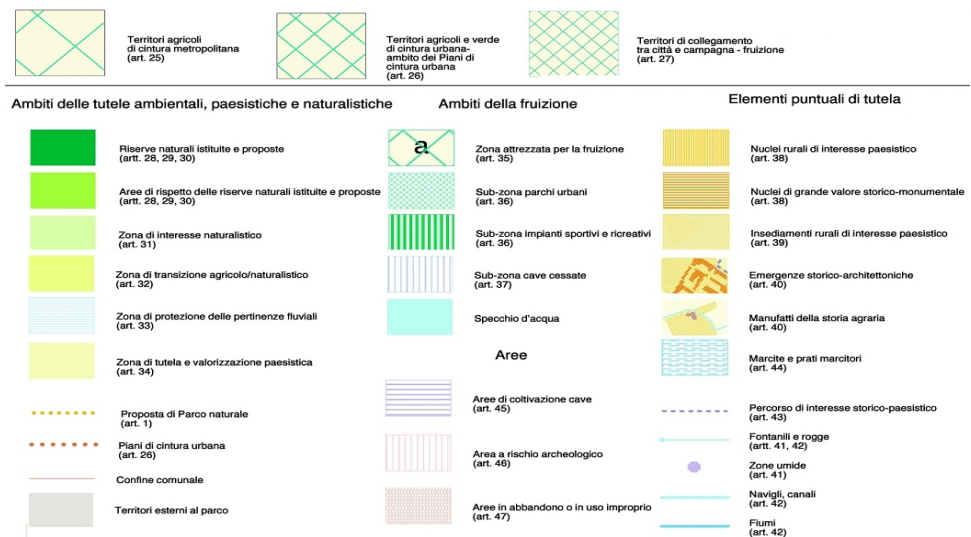 Territori agricoli
di cintura metropolitana
(art. 25)
Territori agricoli e verde
di cintura urbana-
ambito dei Piani di
cintura urbana
(art. 26)
Territori di collegamento
tra città e campagna - fruizione
(art. 27)
Ambiti delle tutele ambientali, paesistiche e naturalistiche
Riserve naturali istituite e proposte
(artt. 28, 29, 30)
Aree di rispetto delle riserve naturali istituite e proposte
(artt. 28, 29, 30)
Zona di interesse naturalistico
(art. 31)
Zona di transizione agricolo/naturalistico
(art. 32)
Zona di protezione delle pertinenze fluviali
(art. 33)
Zona di tutela e valorizzazione paesistica
(art. 34)
Proposta di Parco naturale
(art. 1)
Piani di cintura urbana
(art. 26)
Confine comunale
Territori esterni al parco
Ambiti della fruizione
a
Zona attrezzata per la fruizione
(art. 35)
Sub-zona parchi urbani
(art. 36)
Sub-zona impianti sportivi e ricreativi
(art. 36)
Sub-zona cave cessate
(art. 37)
Specchio d'acqua
Aree
Aree di coltivazione cave
(art. 45)
Area a rischio archeologico
(art. 46)
Aree in abbandono o in uso improprio
(art. 47)
Elementi puntuali di tutela
Nuclei rurali di interesse paesistico
(art. 38)
Nuclei di grande valore storico-monumentale
(art. 38)
Insediamenti rurali di interesse paesistico
(art. 39)
Emergenze storico-architettoniche
(art. 40)
Manufatti della storia agraria
(art. 40)
Marcite e prati marcitori
(art. 44)
Percorso di interesse storico-paesistico
(art. 43)
Fontanili e rogge
(artt. 41, 42)
Zone umide
(art. 41)
Navigli, canali
(art. 42)
Fiumi
(art. 42)